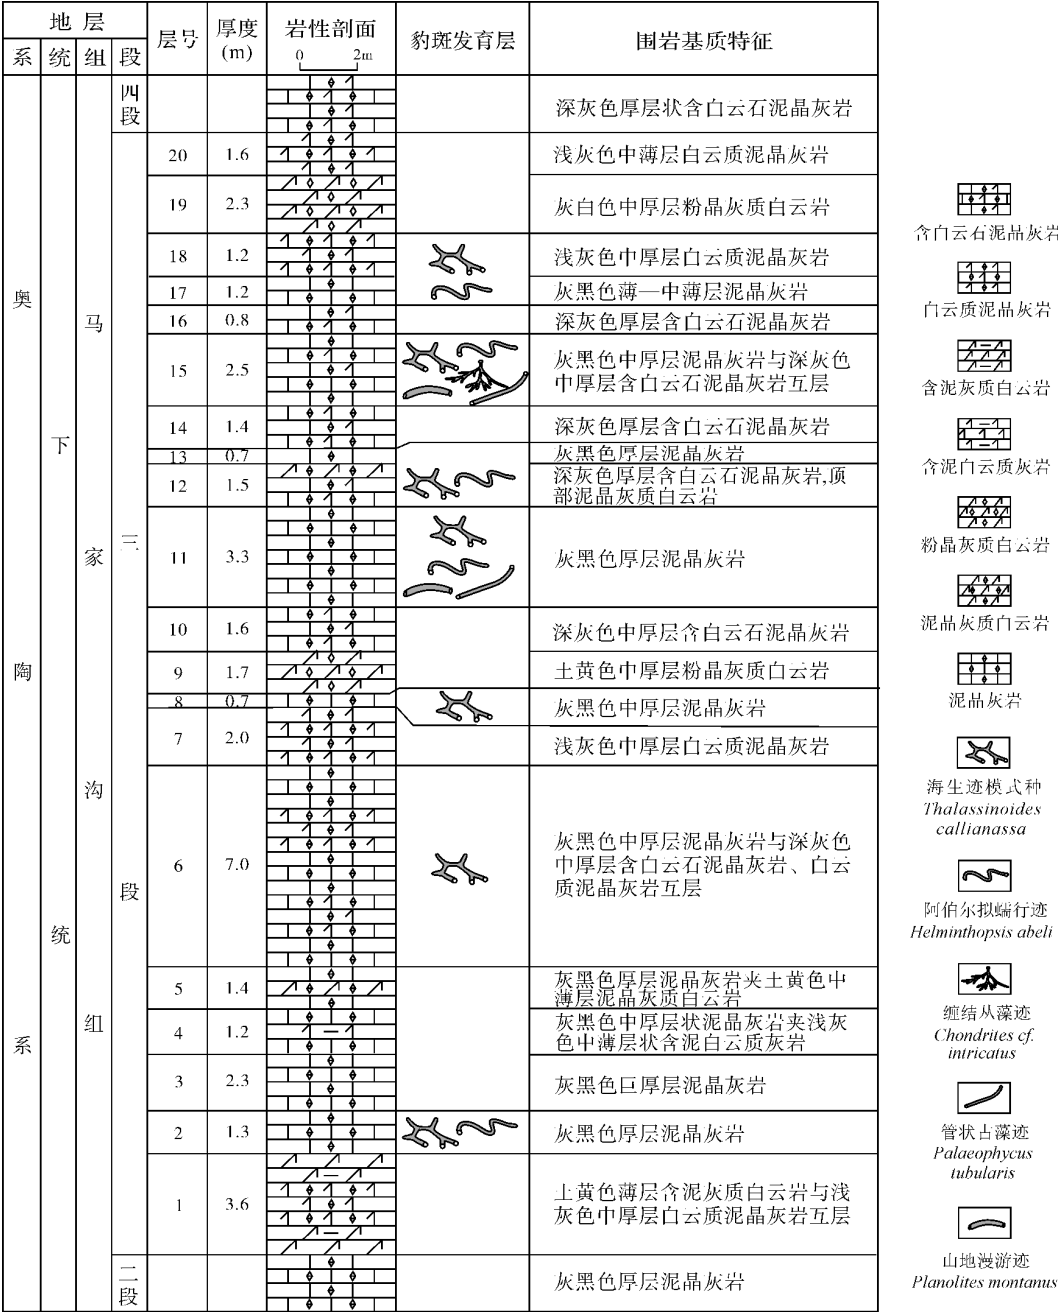 地 层
系
统
组
段
层号
厚度
(m)
岩性剖面
0 2m
豹斑发育层
围岩基质特征
奥
陶
系
下
统
马
家
沟
组
四
段
深灰色厚层状含白云石泥晶灰岩
三
段
20 1.6 浅灰色中薄层白云质泥晶灰岩
19 2.3 灰白色中厚层粉晶灰质白云岩
18 1.2 浅灰色中厚层白云质泥晶灰岩
17 1.2 灰黑色薄—中薄层泥晶灰岩
16 0.8 深灰色厚层含白云石泥晶灰岩
15 2.5 灰黑色中厚层泥晶灰岩与深灰色
中厚层含白云石泥晶灰岩互层
14 1.4 深灰色厚层含白云石泥晶灰岩
13 0.7 灰黑色厚层泥晶灰岩
12 1.5 深灰色厚层含白云石泥晶灰岩,顶
部泥晶灰质白云岩
11 3.3 灰黑色厚层泥晶灰岩
10 1.6 深灰色中厚层含白云石泥晶灰岩
9 1.7 土黄色中厚层粉晶灰质白云岩
8 0.7 灰黑色中厚层泥晶灰岩
7 2.0 浅灰色中厚层白云质泥晶灰岩
6 7.0 灰黑色中厚层泥晶灰岩与深灰色
中厚层含白云石泥晶灰岩、白云
质泥晶灰岩互层
5 1.4 灰黑色厚层泥晶灰岩夹土黄色中
薄层泥晶灰质白云岩
4 1.2 灰黑色中厚层状泥晶灰岩夹浅灰
色中薄层状含泥白云质灰岩
3 2.3 灰黑色巨厚层泥晶灰岩
2 1.3 灰黑色厚层泥晶灰岩
1 3.6 土黄色薄层含泥灰质白云岩与浅
灰色中厚层白云质泥晶灰岩互层
二
段
灰黑色厚层泥晶灰岩
含白云石泥晶灰岩
白云质泥晶灰岩
含泥灰质白云岩
含泥白云质灰岩
粉晶灰质白云岩
泥晶灰质白云岩
泥晶灰岩
海生迹模式种
Thalassinoides
callianassa
阿伯尔拟蠕行迹
Helminthopsis abeli
缠结丛藻迹
Chondrites cf.
intricatus
管状古藻迹
Palaeophycus
tubularis
山地漫游迹
Planolites montanus